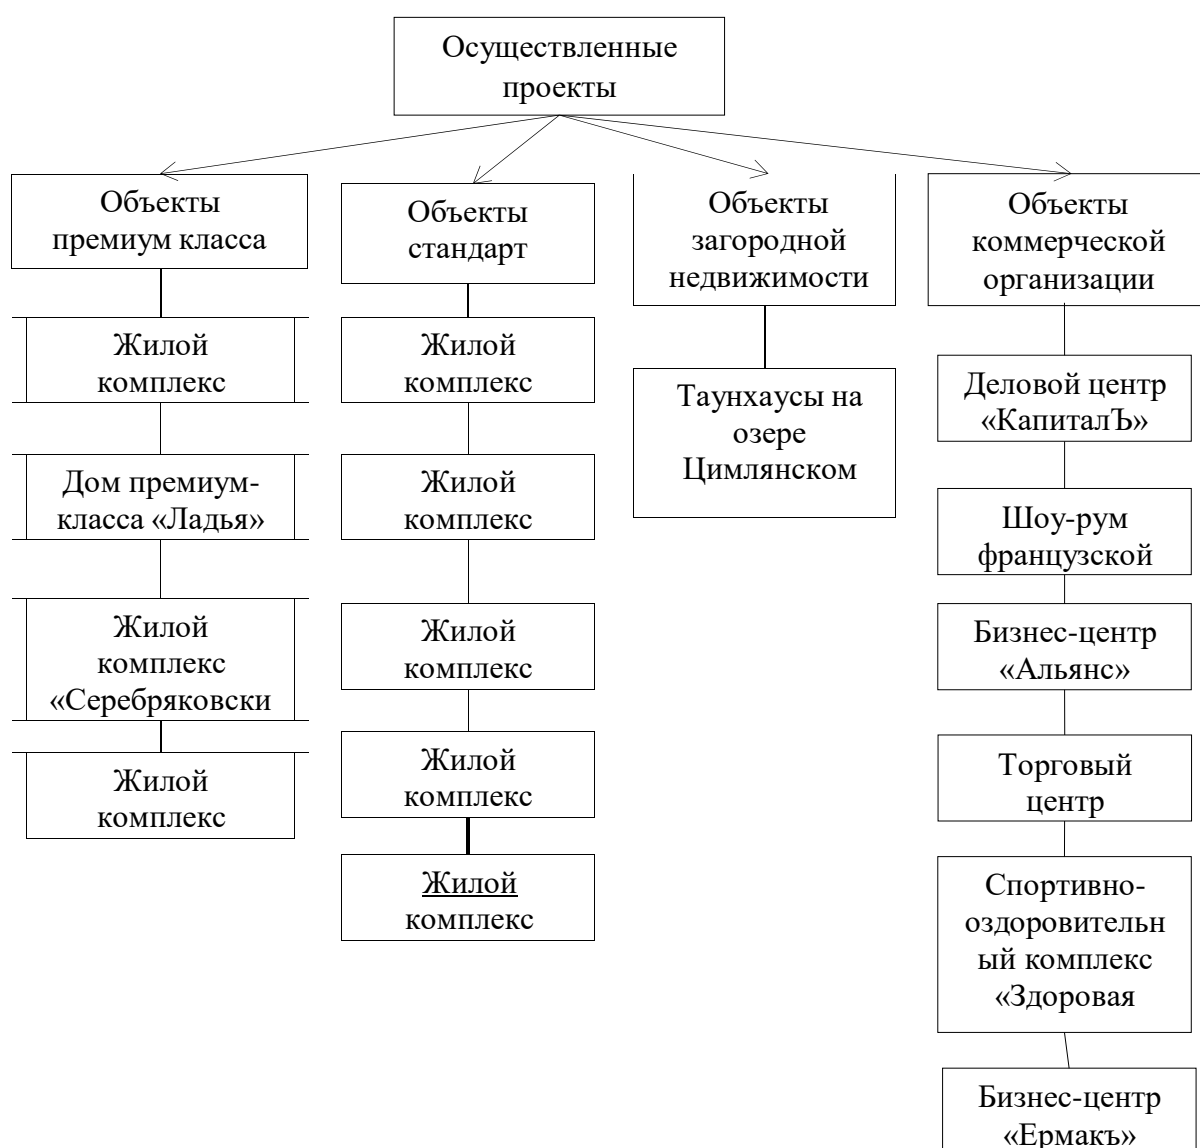 Осуществленные
проекты
Объекты
премиум класса
Жилой
комплекс
Дом премиум-
класса «Ладья»
Жилой
комплекс
«Серебряковски
Жилой
комплекс
Объекты
стандарт
Жилой
комплекс
Жилой
комплекс
Жилой
комплекс
Жилой
комплекс
Жилой
комплекс
Объекты
загородной
недвижимости
Таунхаусы на
озере
Цимлянском
Объекты
коммерческой
организации
Деловой центр
«КапиталЪ»
Шоу-рум
французской
Бизнес-центр
«Альянс»
Торговый
центр
Спортивно-
оздоровительн
ый комплекс
«Здоровая
Бизнес-центр
«Ермакъ»